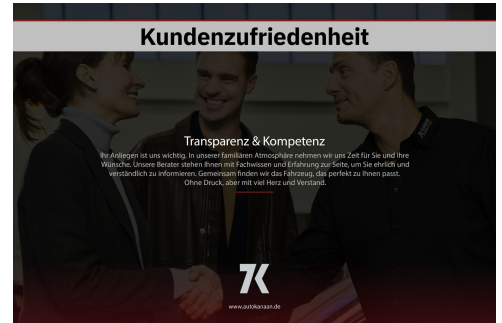 Kundenzufriedenheit
Transparenz & Kompetenz
Ihr Anliegen ist uns wichtig. In unserer familiären Atmosphäre nehmen wir uns Zeit für Sie und Ihre
Wünsche. Unsere Berater stehen Ihnen mit Fachwissen und Erfahrung zur Seite, um Sie ehrlich und
verständlich zu informieren. Gemeinsam finden wir das Fahrzeug, das perfekt zu Ihnen passt.
Ohne Druck, aber mit viel Herz und Verstand.
www.autokanaan.de